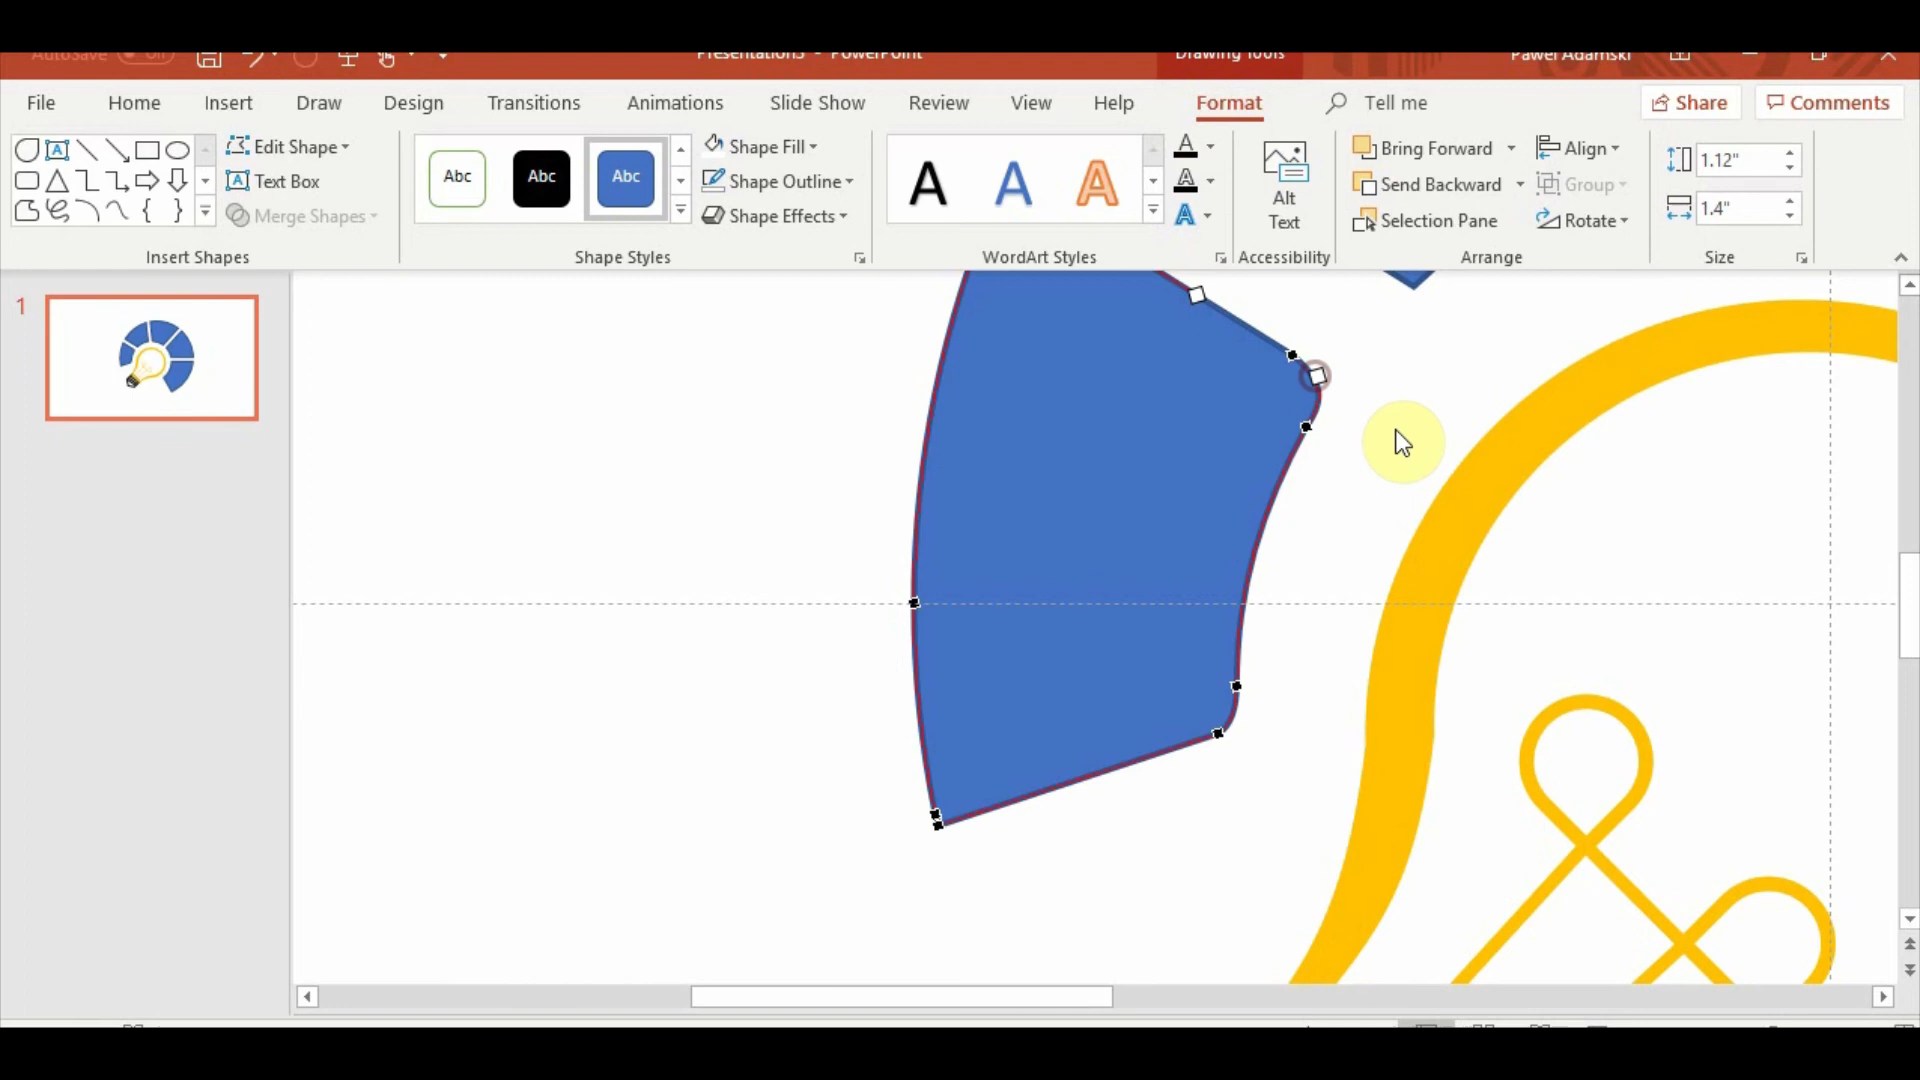 AutoSave Off
Presentation5 - PowerPoint
Drawing Tools
Pawel Adamski
File Home Insert Draw Design Transitions Animations Slide Show Review View Help Format Tell me Share Comments
Edit Shape
Text Box
Merge Shapes
Insert Shapes
Abc Abc Abc
Shape Fill
Shape Outline
Shape Effects
Shape Styles
A A A
A
A
A
WordArt Styles
Alt
Text
Accessibility
Bring Forward
Send Backward
Selection Pane
Align
Group
Rotate
Arrange
1.12"
1.4"
Size
1